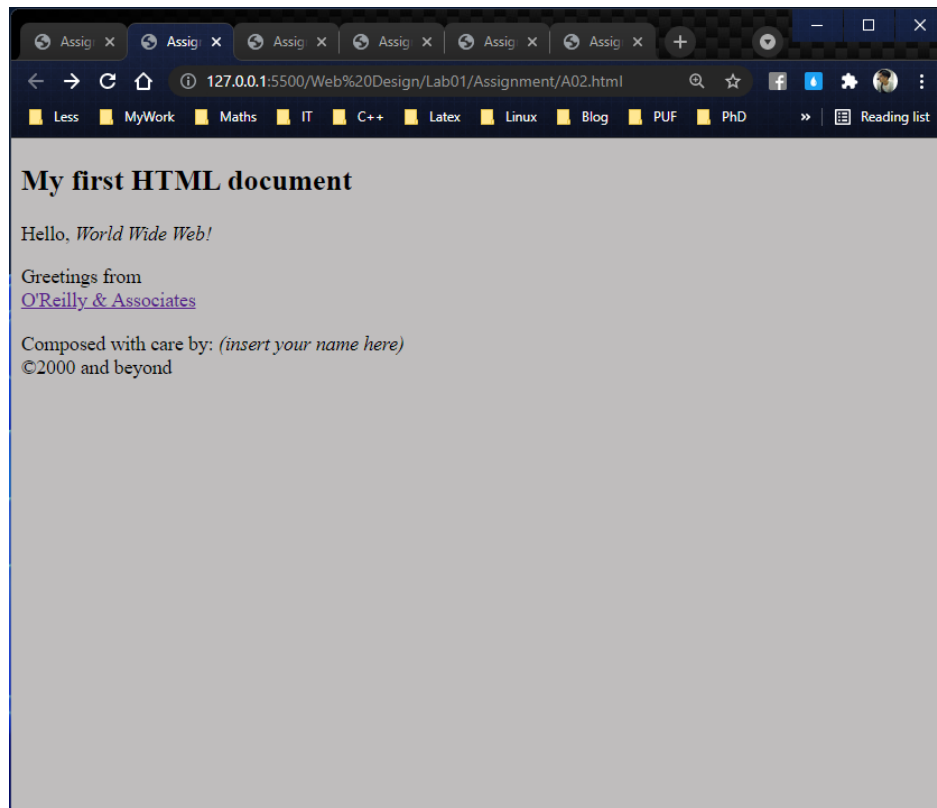 Assig
Assig
Assig
Assig
Assig
Assig
127.0.0.1:5500/Web%20Design/Lab01/Assignment/A02.html
Less MyWork Maths IT C++ Latex Linux Blog PUF PhD » Reading list
My first HTML document
Hello, World Wide Web!
Greetings from
O'Reilly & Associates
Composed with care by: (insert your name here)
©2000 and beyond